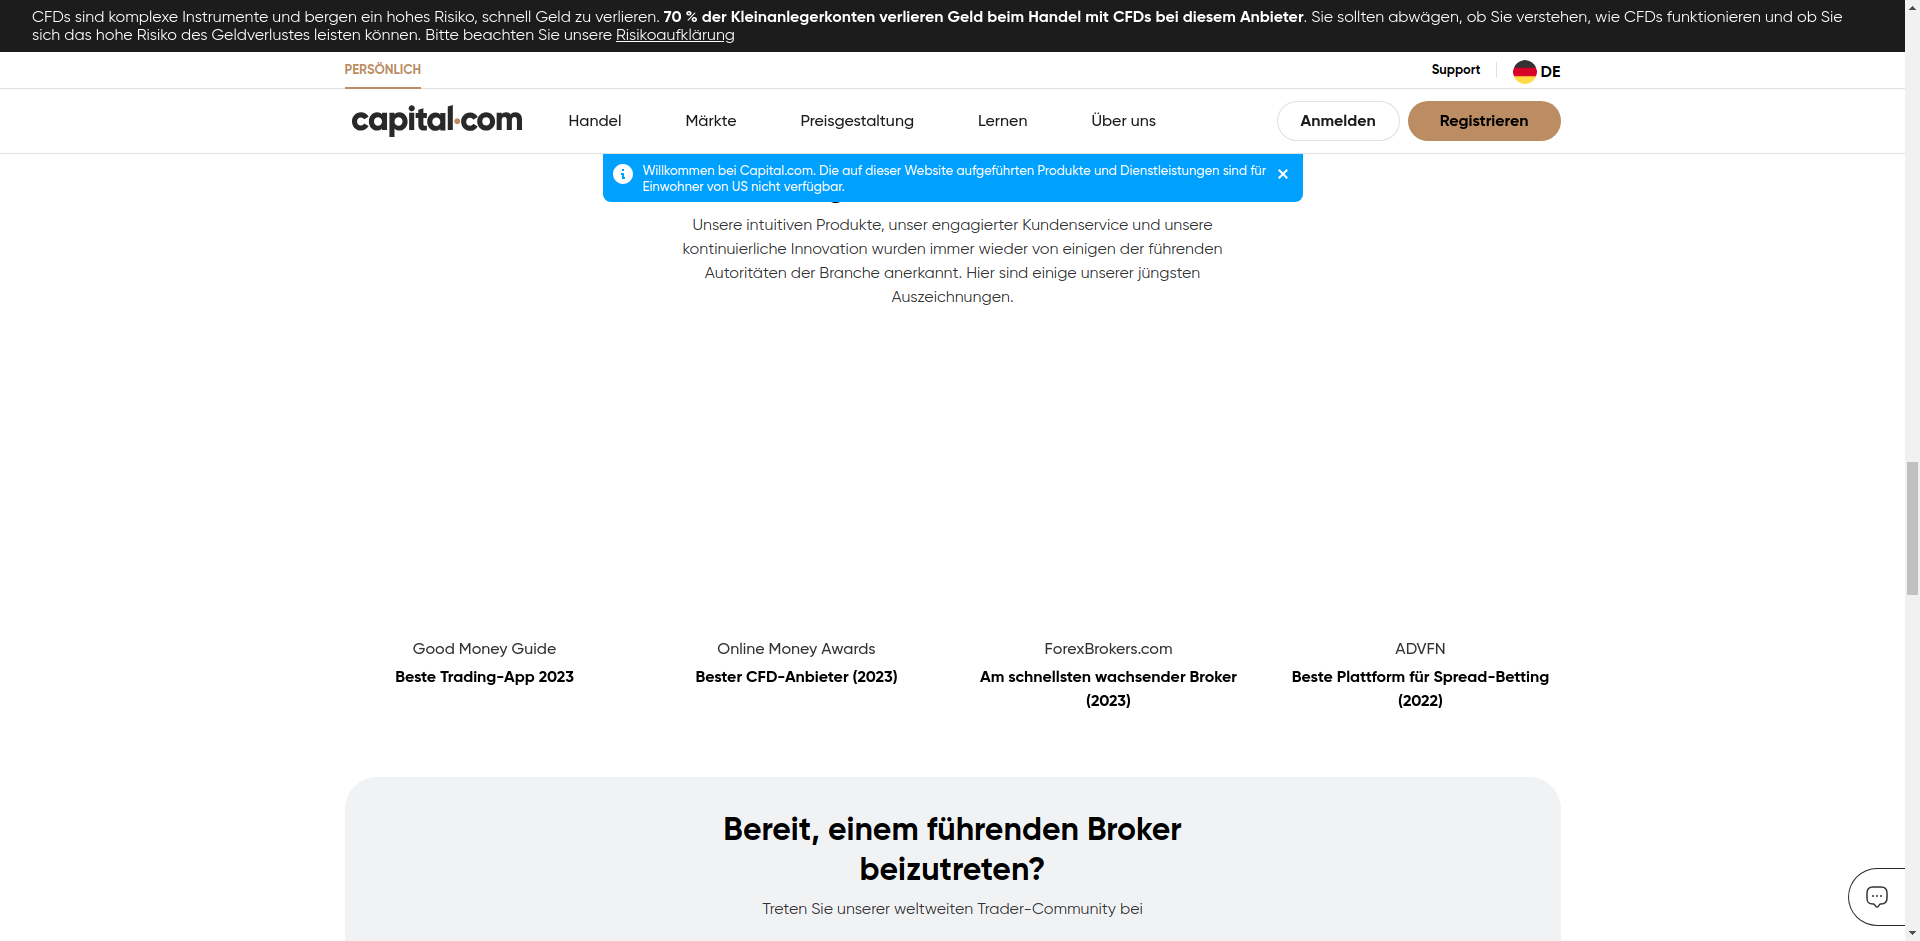 CFDs sind komplexe Instrumente und bergen ein hohes Risiko, schnell Geld zu verlieren. 70 % der Kleinanlegerkonten verlieren Geld beim Handel mit CFDs bei diesem Anbieter. Sie sollten abwägen, ob Sie verstehen, wie CFDs funktionieren und ob Sie
sich das hohe Risiko des Geldverlustes leisten können. Bitte beachten Sie unsere Risikoaufklärung
PERSÖNLICH
Support
DE
capital.com
Handel
Märkte
Preisgestaltung
Lernen
Über uns
Anmelden
Registrieren
Willkommen bei Capital.com. Die auf dieser Website aufgeführten Produkte und Dienstleistungen sind für
Einwohner von US nicht verfügbar.
Unsere intuitiven Produkte, unser engagierter Kundenservice und unsere
kontinuierliche Innovation wurden immer wieder von einigen der führenden
Autoritäten der Branche anerkannt. Hier sind einige unserer jüngsten
Auszeichnungen.
Good Money Guide
Beste Trading-App 2023
Online Money Awards
Bester CFD-Anbieter (2023)
ForexBrokers.com
Am schnellsten wachsender Broker
(2023)
ADVFN
Beste Plattform für Spread-Betting
(2022)
Bereit, einem führenden Broker
beizutreten?
Treten Sie unserer weltweiten Trader-Community bei